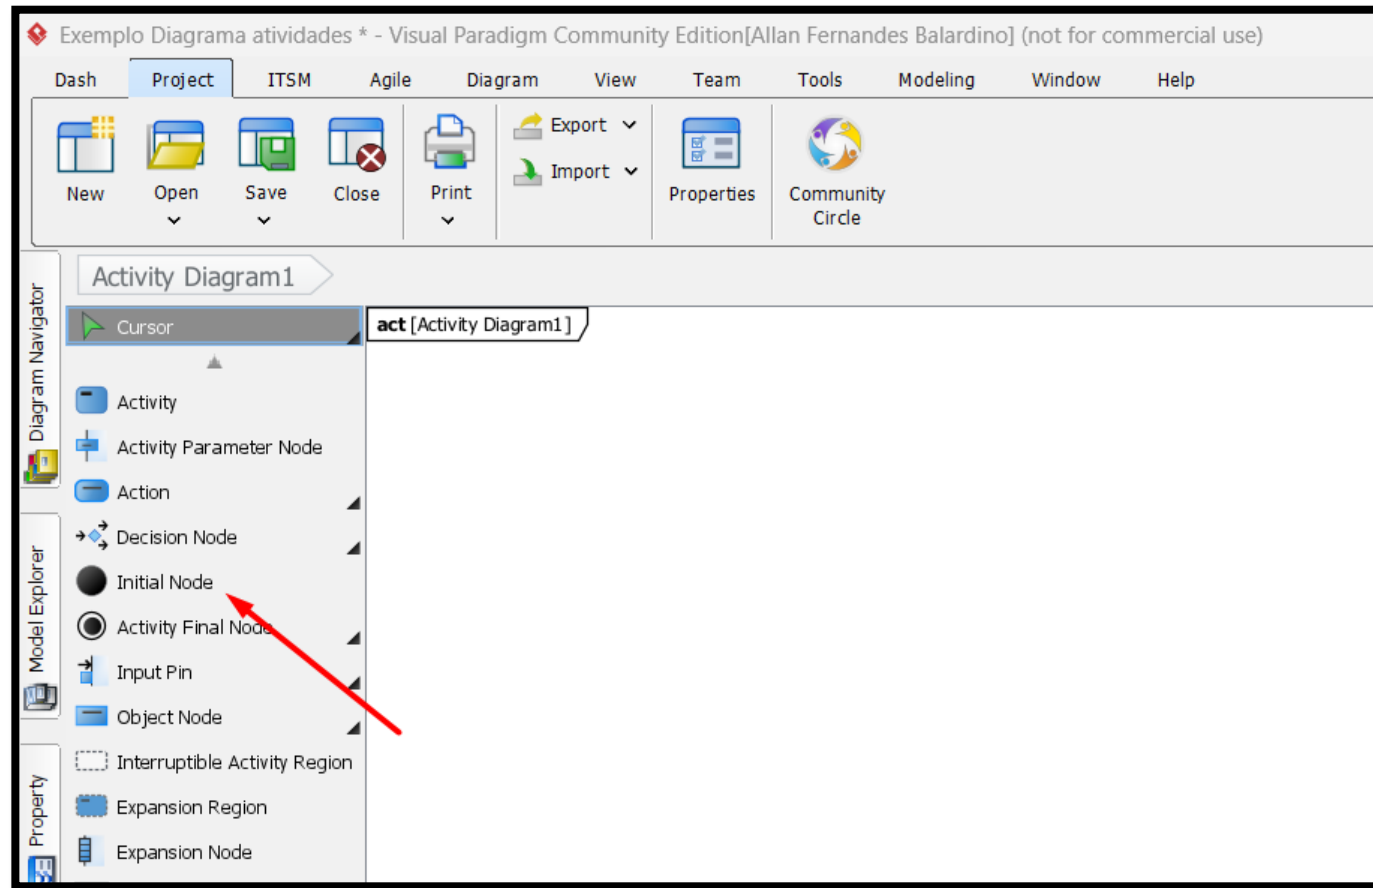 Exemplo Diagrama atividades * - Visual Paradigm Community Edition[Allan Fernandes Balardino] (not for commercial use)
Dash Project ITSM Agile Diagram View Team Tools Modeling Window Help
New Open Save Close Print Export Import Properties Community Circle
Activity Diagram1
Diagram Navigator
Model Explorer
Property
Cursor
act [Activity Diagram1]
Activity
Activity Parameter Node
Action
Decision Node
Initial Node
Activity Final Node
Input Pin
Object Node
Interruptible Activity Region
Expansion Region
Expansion Node